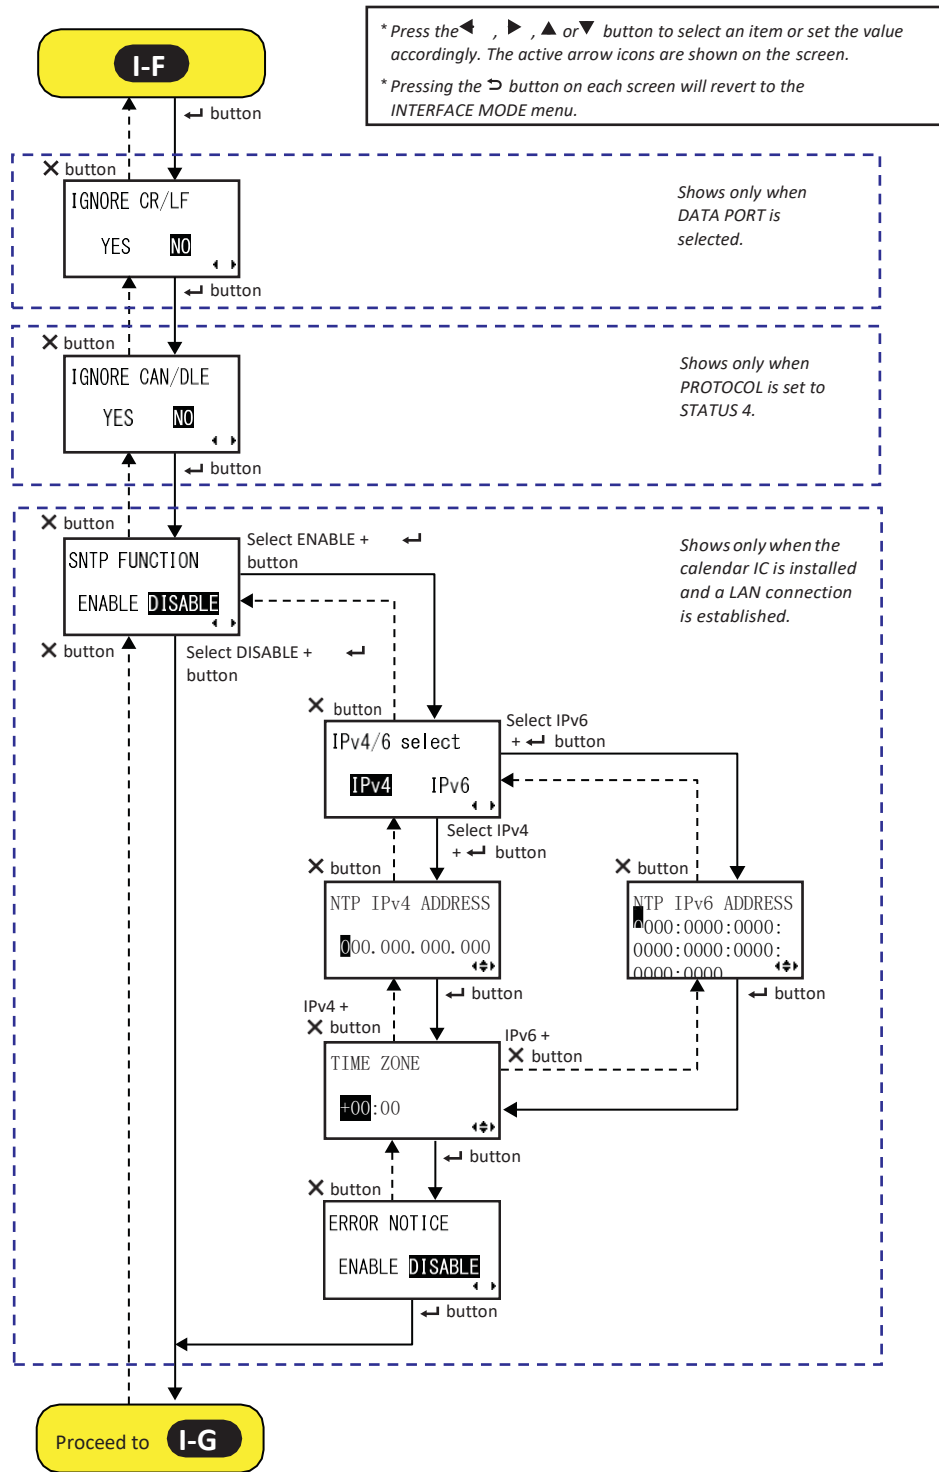 * Press the ◀ , ▶ , ▲ or ▼ button to select an item or set the value
accordingly. The active arrow icons are shown on the screen.
* Pressing the ⮌ button on each screen will revert to the
INTERFACE MODE menu.
I-F
↵ button
✕ button
IGNORE CR/LF
YES NO
Shows only when
DATA PORT is
selected.
↵ button
✕ button
IGNORE CAN/DLE
YES NO
Shows only when
PROTOCOL is set to
STATUS 4.
↵ button
✕ button
SNTP FUNCTION
ENABLE DISABLE
Select ENABLE + ↵
button
Shows only when the
calendar IC is installed
and a LAN connection
is established.
✕ button
Select DISABLE + ↵
button
✕ button
IPv4/6 select
IPv4 IPv6
Select IPv6
+ ↵ button
Select IPv4
+ ↵ button
✕ button
NTP IPv4 ADDRESS
000.000.000.000
✕ button
NTP IPv6 ADDRESS
0000:0000:0000:
0000:0000:0000:
0000:0000
↵ button
↵ button
IPv4 +
✕ button
IPv6 +
✕ button
TIME ZONE
+00:00
↵ button
✕ button
ERROR NOTICE
ENABLE DISABLE
↵ button
Proceed to I-G